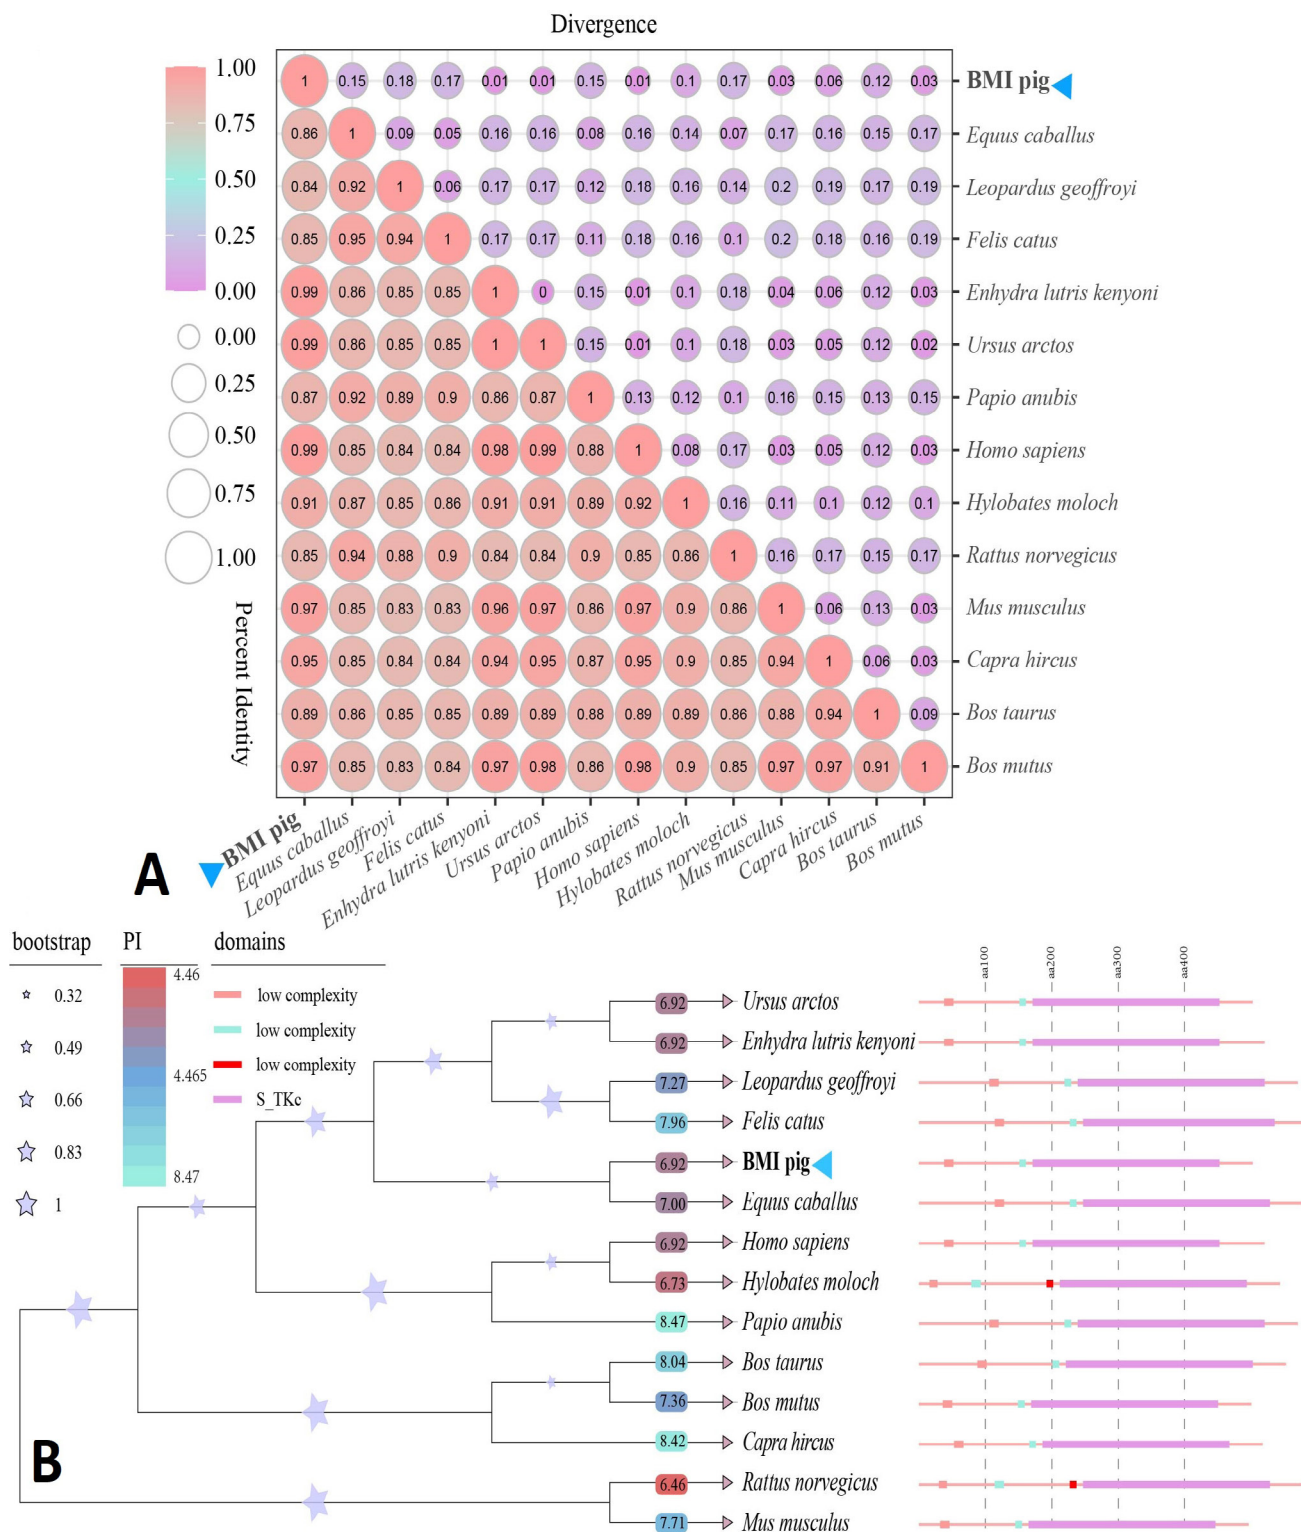 Divergence
1.00
0.75
0.50
0.25
0.00
0.00
0.25
0.50
0.75
1.00
Percent Identity
1 0.15 0.18 0.17 0.01 0.01 0.15 0.01 0.1 0.17 0.03 0.06 0.12 0.03 BMI pig
0.86 1 0.09 0.05 0.16 0.16 0.08 0.16 0.14 0.07 0.17 0.16 0.15 0.17 Equus caballus
0.84 0.92 1 0.06 0.17 0.17 0.12 0.18 0.16 0.14 0.2 0.19 0.17 0.19 Leopardus geoffroyi
0.85 0.95 0.94 1 0.17 0.17 0.11 0.18 0.16 0.1 0.2 0.18 0.16 0.19 Felis catus
0.99 0.86 0.85 0.85 1 0 0.15 0.01 0.1 0.18 0.04 0.06 0.12 0.03 Enhydra lutris kenyoni
0.99 0.86 0.85 0.85 1 1 0.15 0.01 0.1 0.18 0.03 0.05 0.12 0.02 Ursus arctos
0.87 0.92 0.89 0.9 0.86 0.87 1 0.13 0.12 0.1 0.16 0.15 0.13 0.15 Papio anubis
0.99 0.85 0.84 0.84 0.98 0.99 0.88 1 0.08 0.17 0.03 0.05 0.12 0.03 Homo sapiens
0.91 0.87 0.85 0.86 0.91 0.91 0.89 0.92 1 0.16 0.11 0.1 0.12 0.1 Hylobates moloch
0.85 0.94 0.88 0.9 0.84 0.84 0.9 0.85 0.86 1 0.16 0.17 0.15 0.17 Rattus norvegicus
0.97 0.85 0.83 0.83 0.96 0.97 0.86 0.97 0.9 0.86 1 0.06 0.13 0.03 Mus musculus
0.95 0.85 0.84 0.84 0.94 0.95 0.87 0.95 0.9 0.85 0.94 1 0.06 0.03 Capra hircus
0.89 0.86 0.85 0.85 0.89 0.89 0.88 0.89 0.89 0.86 0.88 0.94 1 0.09 Bos taurus
0.97 0.85 0.83 0.84 0.97 0.98 0.86 0.98 0.9 0.85 0.97 0.97 0.91 1 Bos mutus
BMI pig
Equus caballus
Leopardus geoffroyi
Felis catus
Enhydra lutris kenyoni
Ursus arctos
Papio anubis
Homo sapiens
Hylobates moloch
Rattus norvegicus
Mus musculus
Capra hircus
Bos taurus
Bos mutus
A
bootstrap
0.32
0.49
0.66
0.83
1
PI
4.46
4.465
8.47
domains
low complexity
low complexity
low complexity
S_TKc
aa100 aa200 aa300 aa400
6.92 Ursus arctos
6.92 Enhydra lutris kenyoni
7.27 Leopardus geoffroyi
7.96 Felis catus
6.92 BMI pig
7.00 Equus caballus
6.92 Homo sapiens
6.73 Hylobates moloch
8.47 Papio anubis
8.04 Bos taurus
7.36 Bos mutus
8.42 Capra hircus
6.46 Rattus norvegicus
7.71 Mus musculus
B